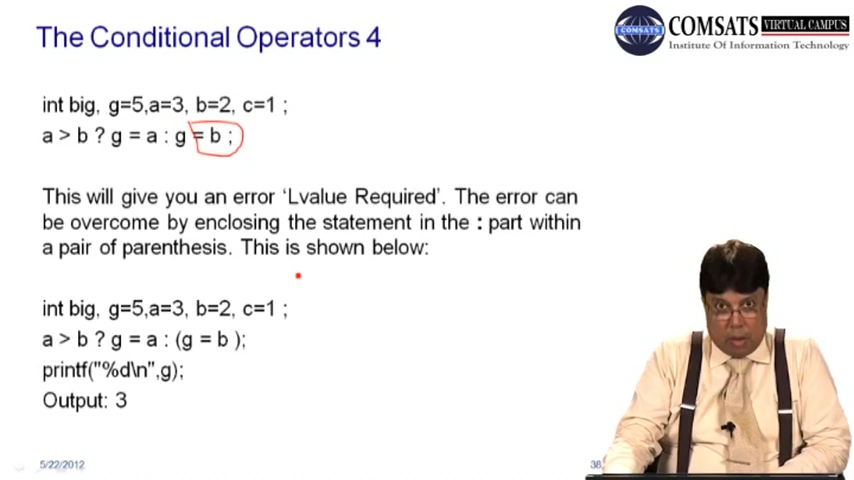 The Conditional Operators 4
COMSATS VIRTUAL CAMPUS
COMSATS
Institute Of Information Technology
int big, g=5,a=3, b=2, c=1 ;
a > b ? g = a : g = b ;
This will give you an error ‘Lvalue Required’. The error can
be overcome by enclosing the statement in the : part within
a pair of parenthesis. This is shown below:
int big, g=5,a=3, b=2, c=1 ;
a > b ? g = a : (g = b );
printf("%d\n",g);
Output: 3
5/22/2012
38.